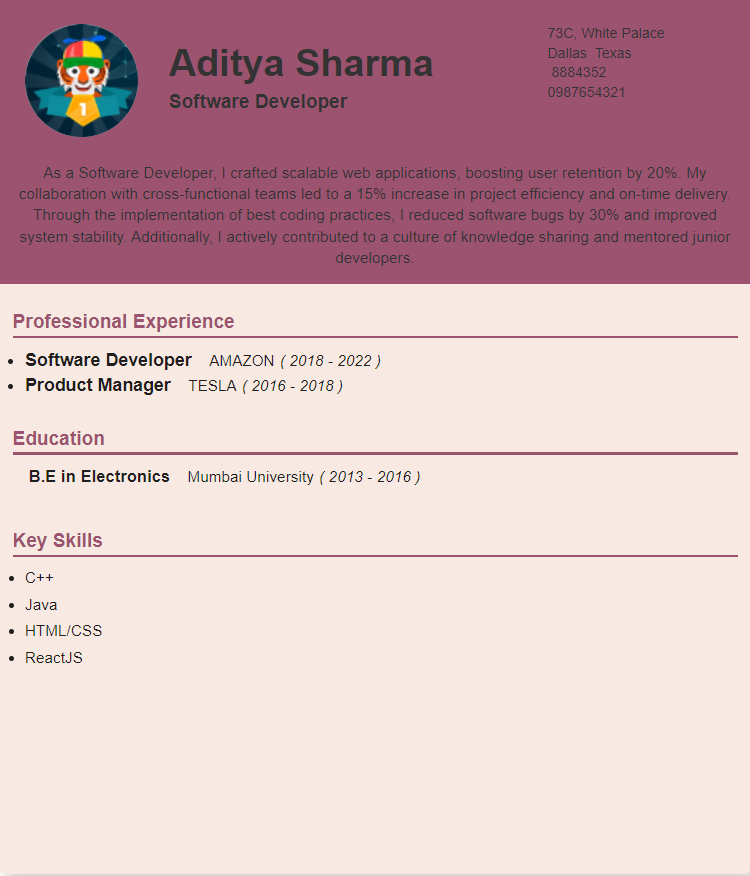 Aditya Sharma
Software Developer
73C, White Palace
Dallas  Texas
8884352
0987654321
1
As a Software Developer, I crafted scalable web applications, boosting user retention by 20%. My
collaboration with cross-functional teams led to a 15% increase in project efficiency and on-time delivery.
Through the implementation of best coding practices, I reduced software bugs by 30% and improved
system stability. Additionally, I actively contributed to a culture of knowledge sharing and mentored junior
developers.
Professional Experience
• Software Developer AMAZON ( 2018 - 2022 )
• Product Manager TESLA ( 2016 - 2018 )
Education
B.E in Electronics Mumbai University ( 2013 - 2016 )
Key Skills
• C++
• Java
• HTML/CSS
• ReactJS